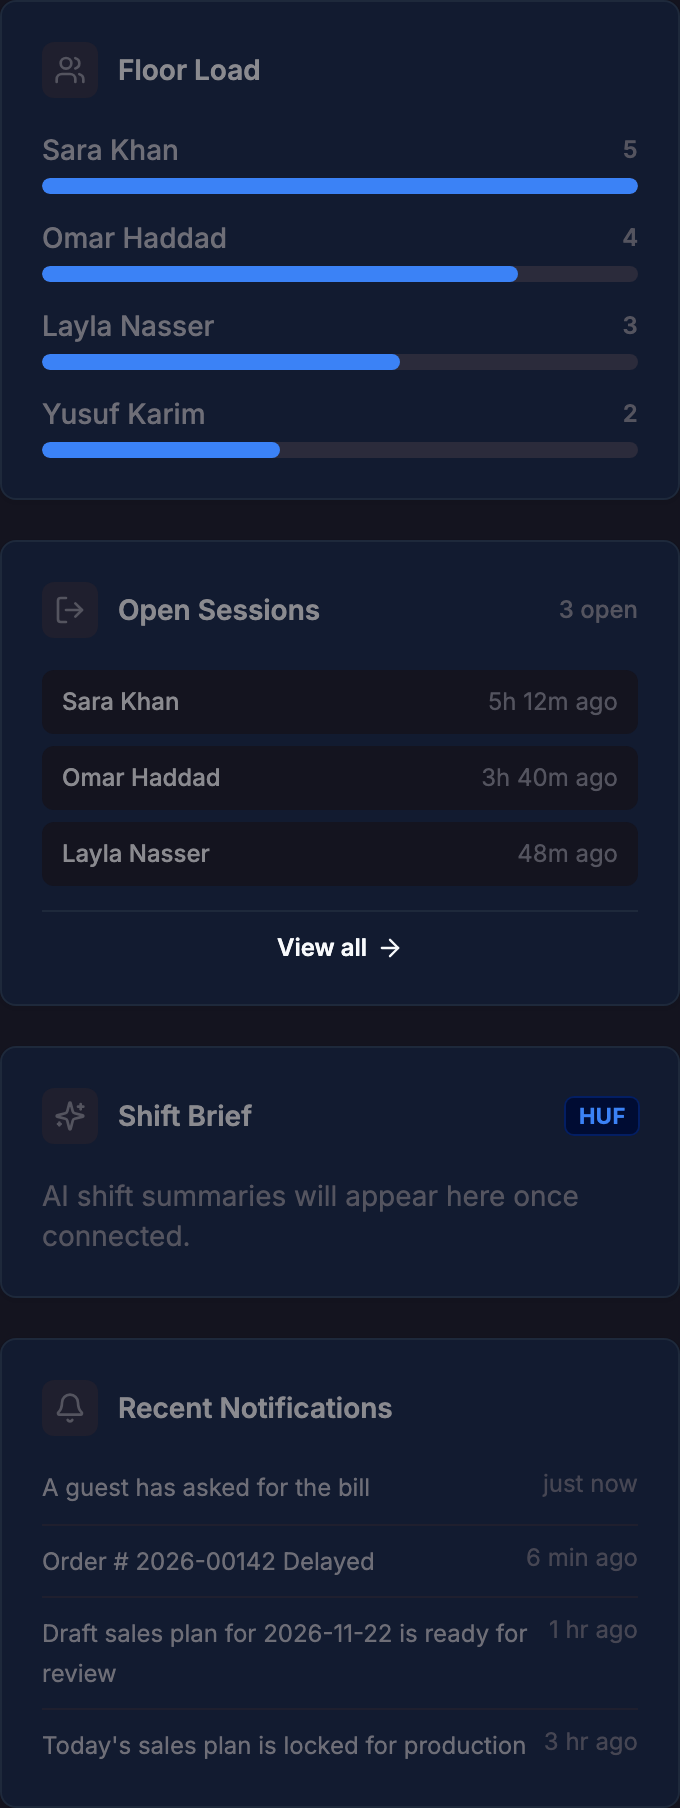 Floor Load
Sara Khan 5
Omar Haddad 4
Layla Nasser 3
Yusuf Karim 2
Open Sessions 3 open
Sara Khan 5h 12m ago
Omar Haddad 3h 40m ago
Layla Nasser 48m ago
View all →
Shift Brief HUF
AI shift summaries will appear here once
connected.
Recent Notifications
A guest has asked for the bill just now
Order # 2026-00142 Delayed 6 min ago
Draft sales plan for 2026-11-22 is ready for 1 hr ago
review
Today's sales plan is locked for production 3 hr ago